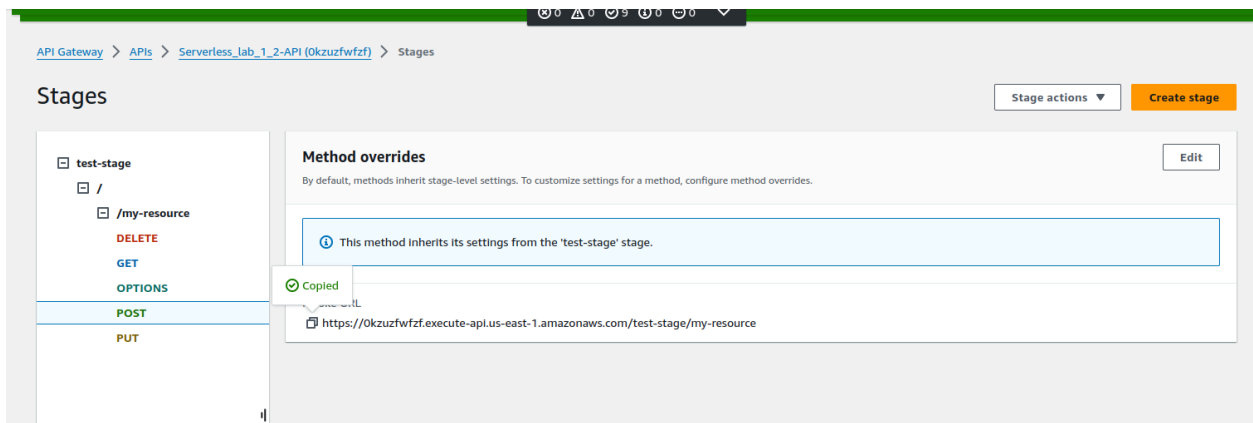 0 0 9 0 0
API Gateway > APIs > Serverless_lab_1_2-API (0kzuzfwfzf) > Stages
Stages
Stage actions ▼
Create stage
test-stage
/
/my-resource
DELETE
GET
OPTIONS
POST
PUT
Method overrides
Edit
By default, methods inherit stage-level settings. To customize settings for a method, configure method overrides.
This method inherits its settings from the 'test-stage' stage.
Copied
URL
https://0kzuzfwfzf.execute-api.us-east-1.amazonaws.com/test-stage/my-resource